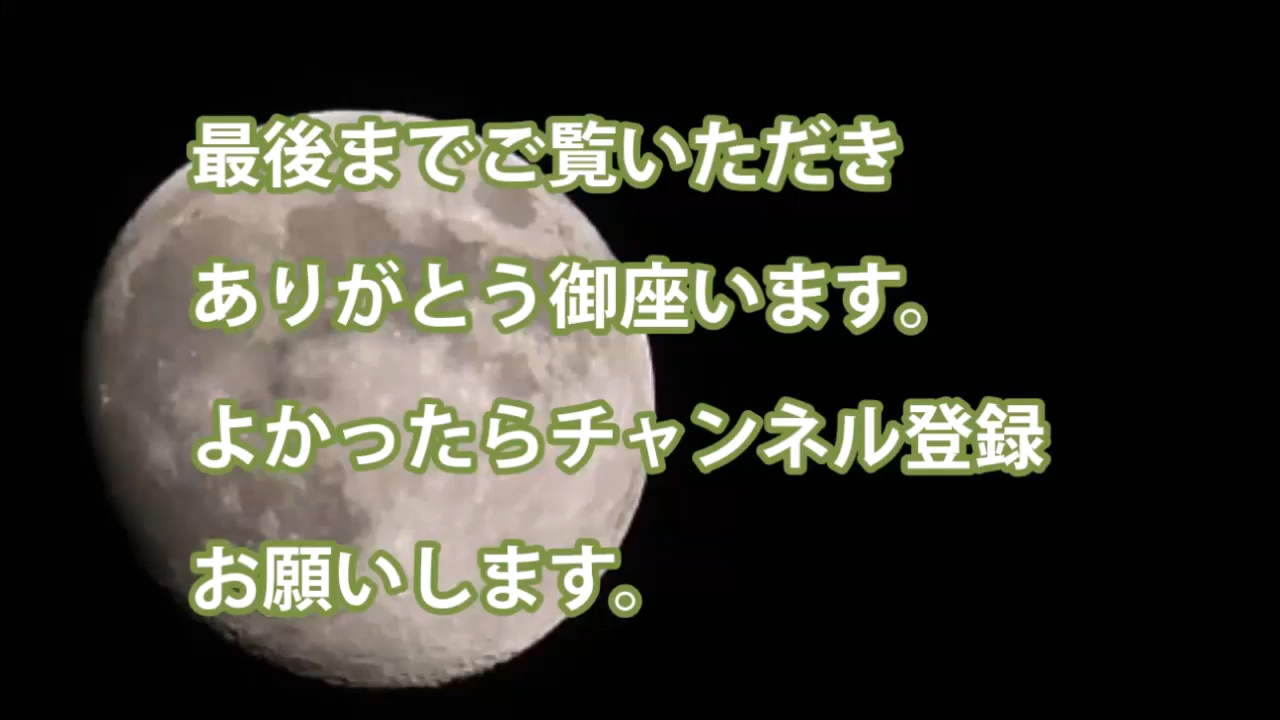 最後までご覧いただき
ありがとう御座います。
よかったらチャンネル登録
お願いします。